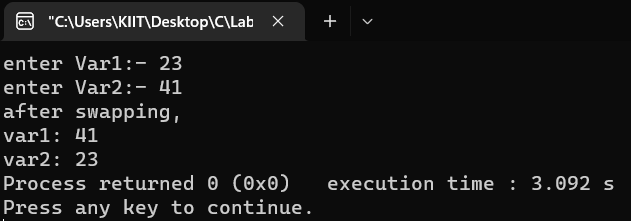 "C:\Users\KIIT\Desktop\C\Lab
enter Var1:- 23
enter Var2:- 41
after swapping,
var1: 41
var2: 23
Process returned 0 (0x0)   execution time : 3.092 s
Press any key to continue.